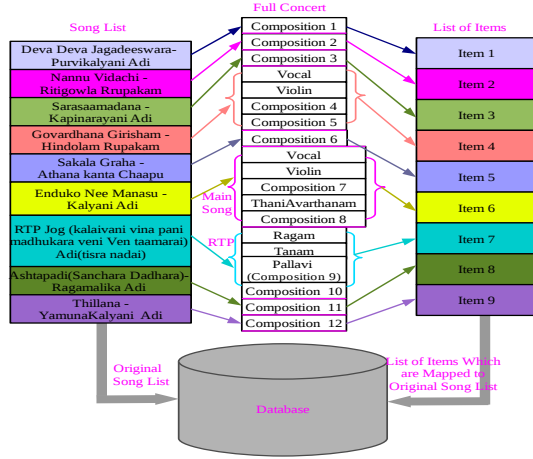 Song List
Deva Deva Jagadeeswara-
Purvikalyani Adi
Nannu Vidachi -
Ritigowla Rrupakam
Sarasaamadana -
Kapinarayani Adi
Govardhana Girisham -
Hindolam Rupakam
Sakala Graha -
Athana kanta Chaapu
Enduko Nee Manasu -
Kalyani Adi
RTP Jog (kalaivani vina pani
madhukara veni Ven taamarai)
Adi(tisra nadai)
Ashtapadi(Sanchara Dadhara)-
Ragamalika Adi
Thillana -
YamunaKalyani Adi
Full Concert
Composition 1
Composition 2
Composition 3
Vocal
Violin
Composition 4
Composition 5
Composition 6
Vocal
Violin
Composition 7
ThaniAvarthanam
Composition 8
Ragam
Tanam
Pallavi
(Composition 9)
Composition 10
Composition 11
Composition 12
Main
Song
RTP
List of Items
Item 1
Item 2
Item 3
Item 4
Item 5
Item 6
Item 7
Item 8
Item 9
Original
Song List
Database
List of Items Which
are Mapped to
Original Song List